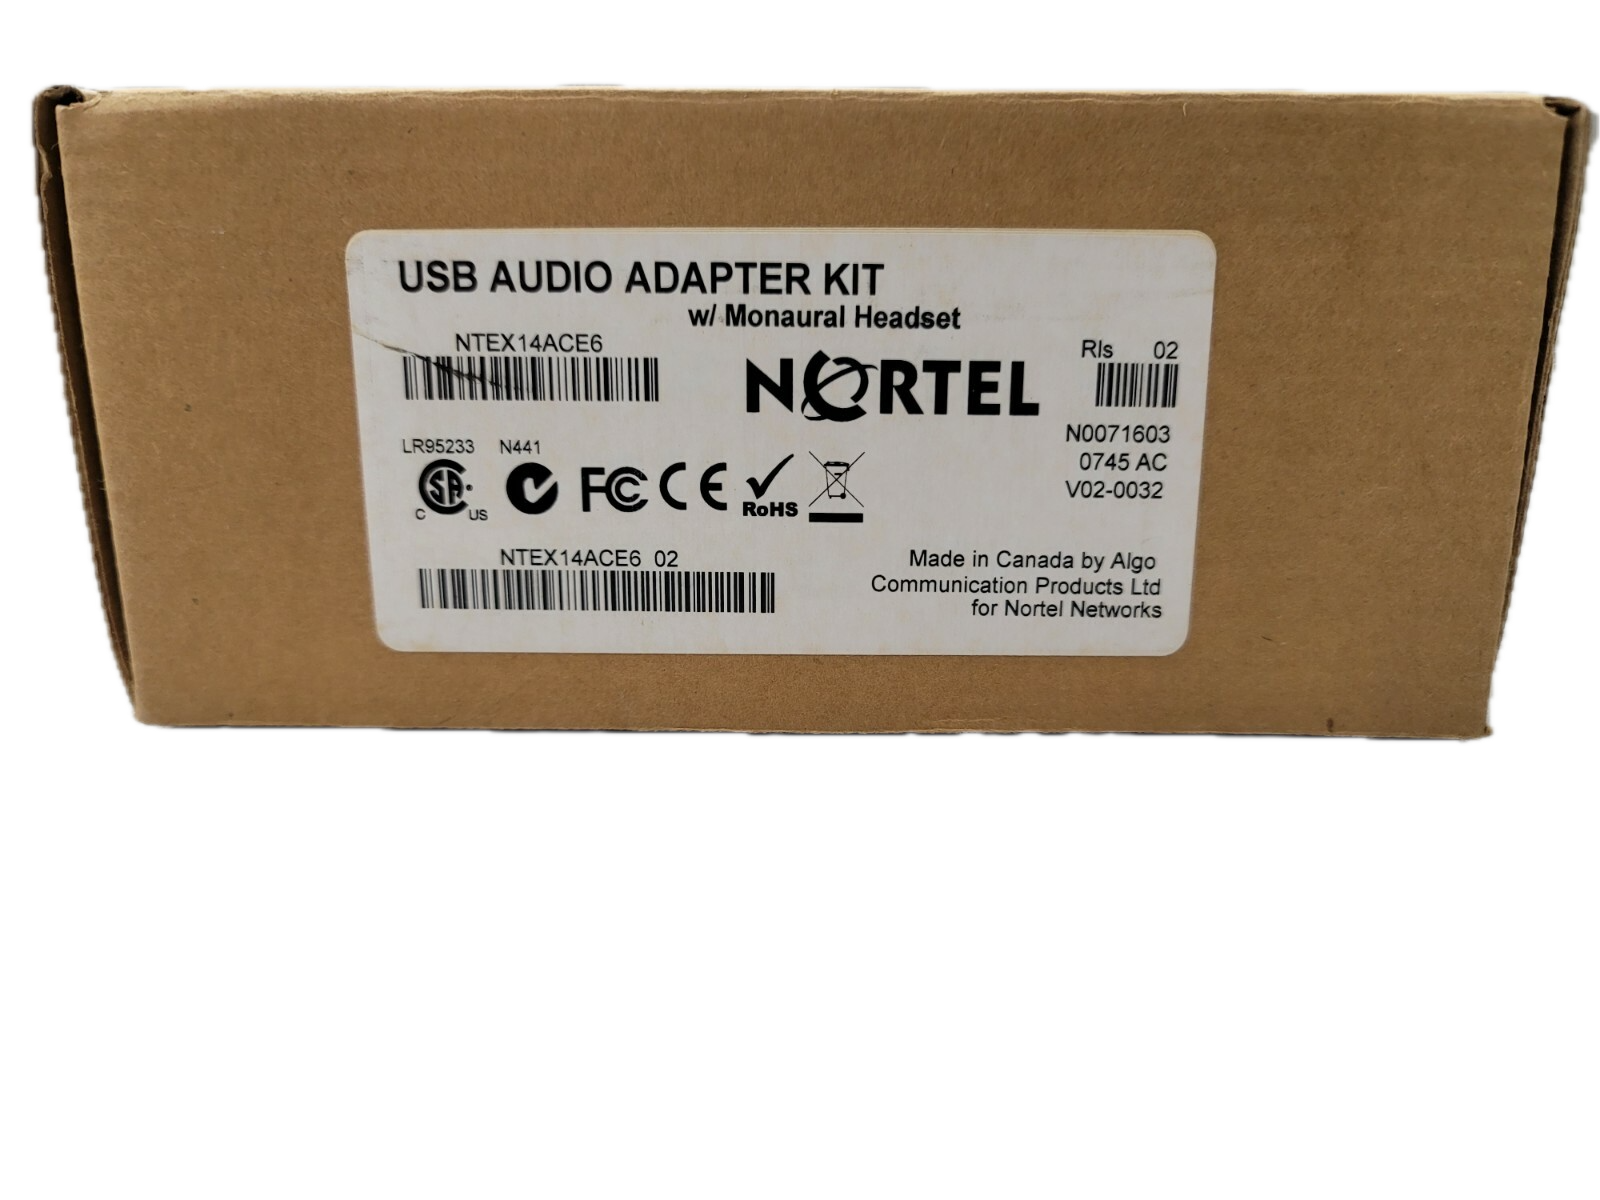 USB AUDIO ADAPTER KIT
w/ Monaural Headset
NTEX14ACE6
NORTEL
Rls 02
N0071603
0745 AC
V02-0032
LR95233 N441
C SA US
FC CE RoHS
NTEX14ACE6 02
Made in Canada by Algo
Communication Products Ltd
for Nortel Networks